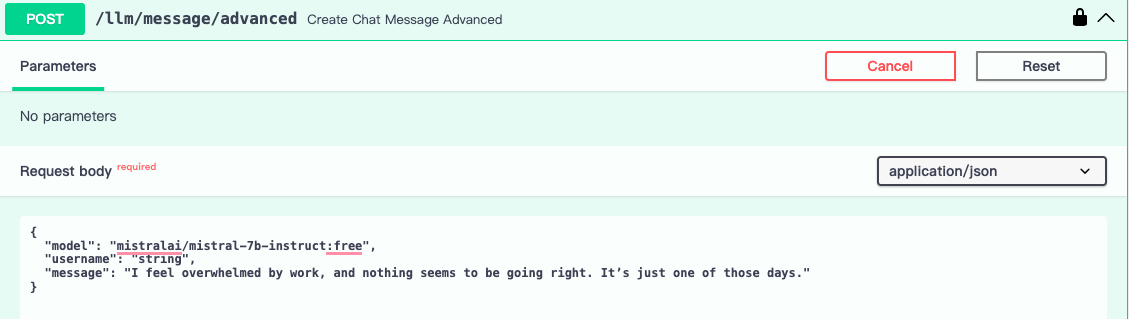 POST /llm/message/advanced Create Chat Message Advanced
Parameters Cancel Reset
No parameters
Request body required application/json
{
"model": "mistralai/mistral-7b-instruct:free",
"username": "string",
"message": "I feel overwhelmed by work, and nothing seems to be going right. It’s just one of those days."
}